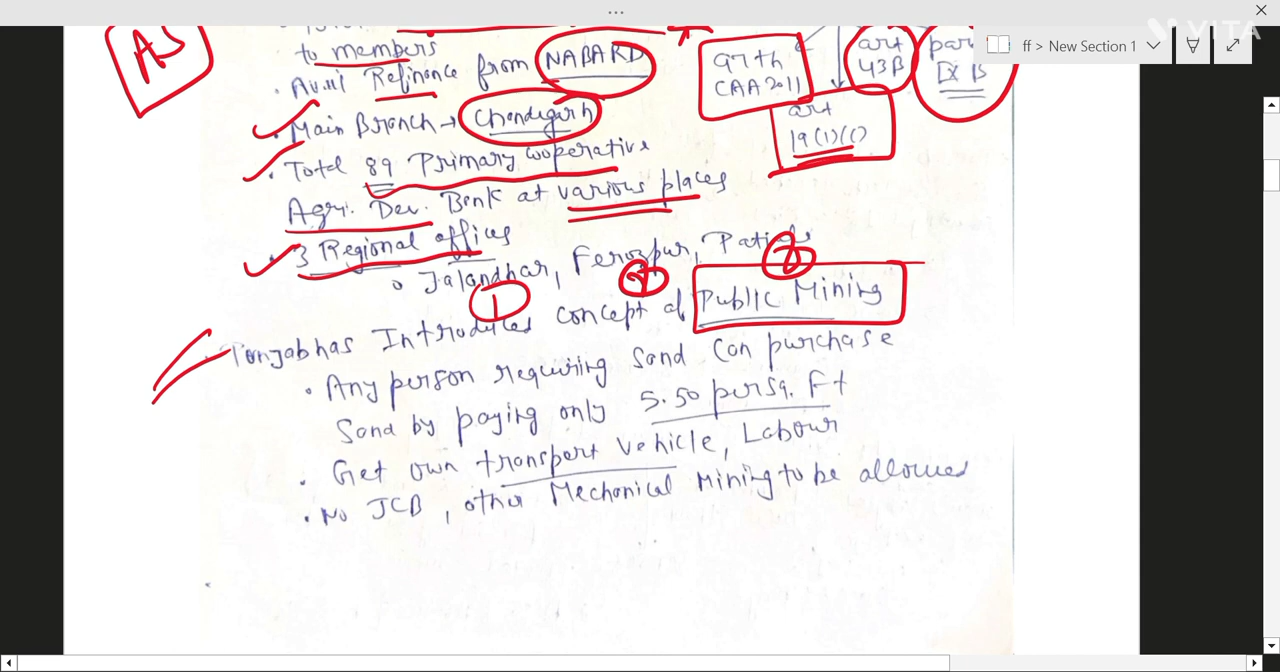 ...
VITA
ff > New Section 1
AS
to members
Avail Refinance from NABARD
97th
CAA 2011
art
43B
par
IX B
art
19(1)(c)
• Main Branch → Chandigarh
• Total 89 Primary Cooperative
Agri. Dev. Bank at various places
• 3 Regional offices
○ Jalandhar, Ferozpur, Patiala
① ② ③
• Punjab has Introduced concept of Public Mining
• Any person requiring Sand Can purchase
Sand by paying only 5.50 per sq. Ft
• Get own transport vehicle, Labour
• No JCB, other Mechonical Mining to be allowed